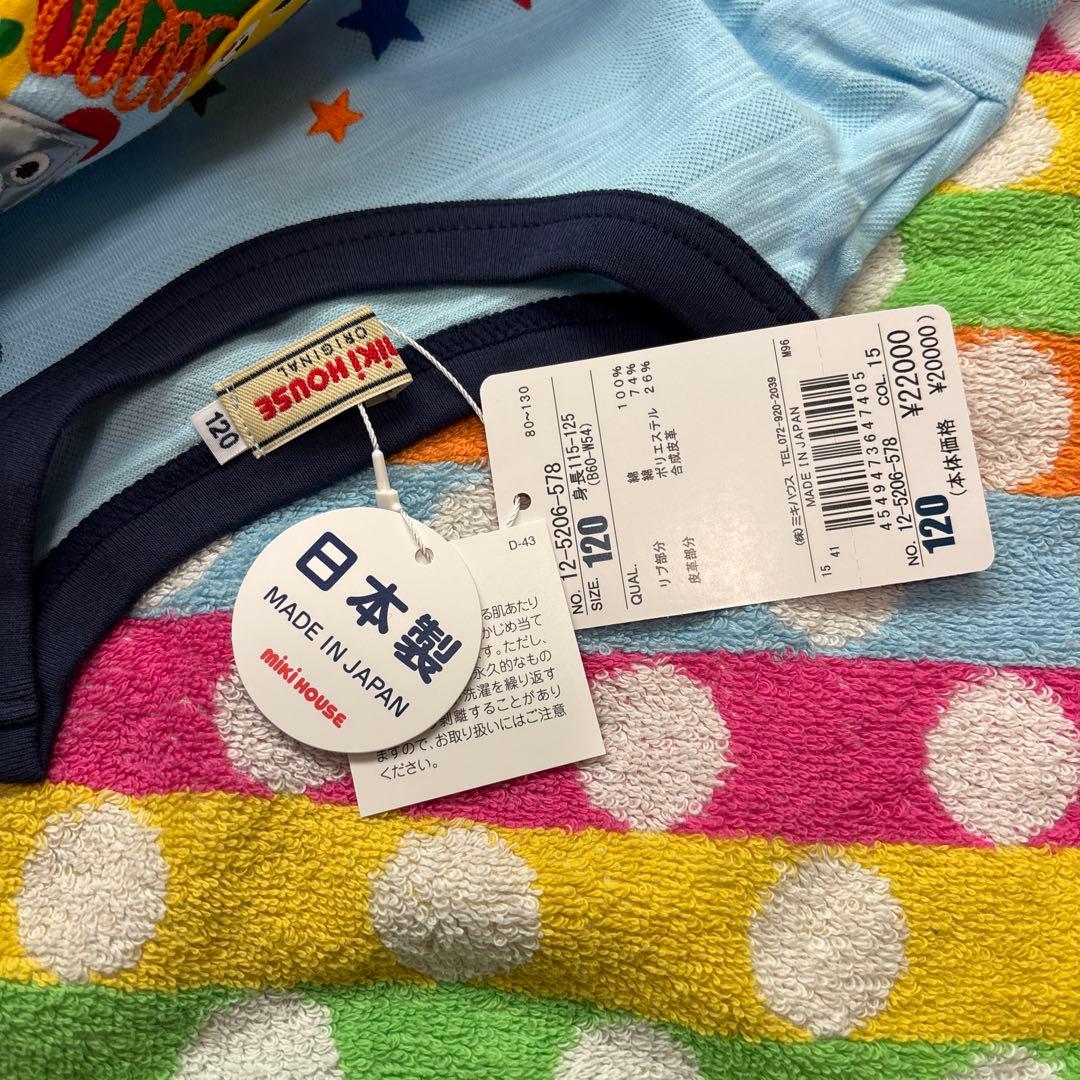 miki HOUSE
ORIGINAL
120
日本製
MADE IN JAPAN
miki HOUSE
D-43
る肌あたり
かじめ当て
す。ただし、
永久的なもの
洗濯を繰り返す
剥離することがあり
ますので、お取り扱いにはご注意
ください。
80~130
NO. 12-5206-578
SIZE. 120 身長115-125
(B60-W54)
QUAL.
綿 100%
リブ部分 綿 74%
ポリエステル 26%
皮革部分 合成皮革
(株)ミキハウス TEL.072-920-2039
MADE IN JAPAN
M96
15 41
4549473647405
NO. 12-5206-578 COL. 15
120 ¥22000
(本体価格 ¥20000)